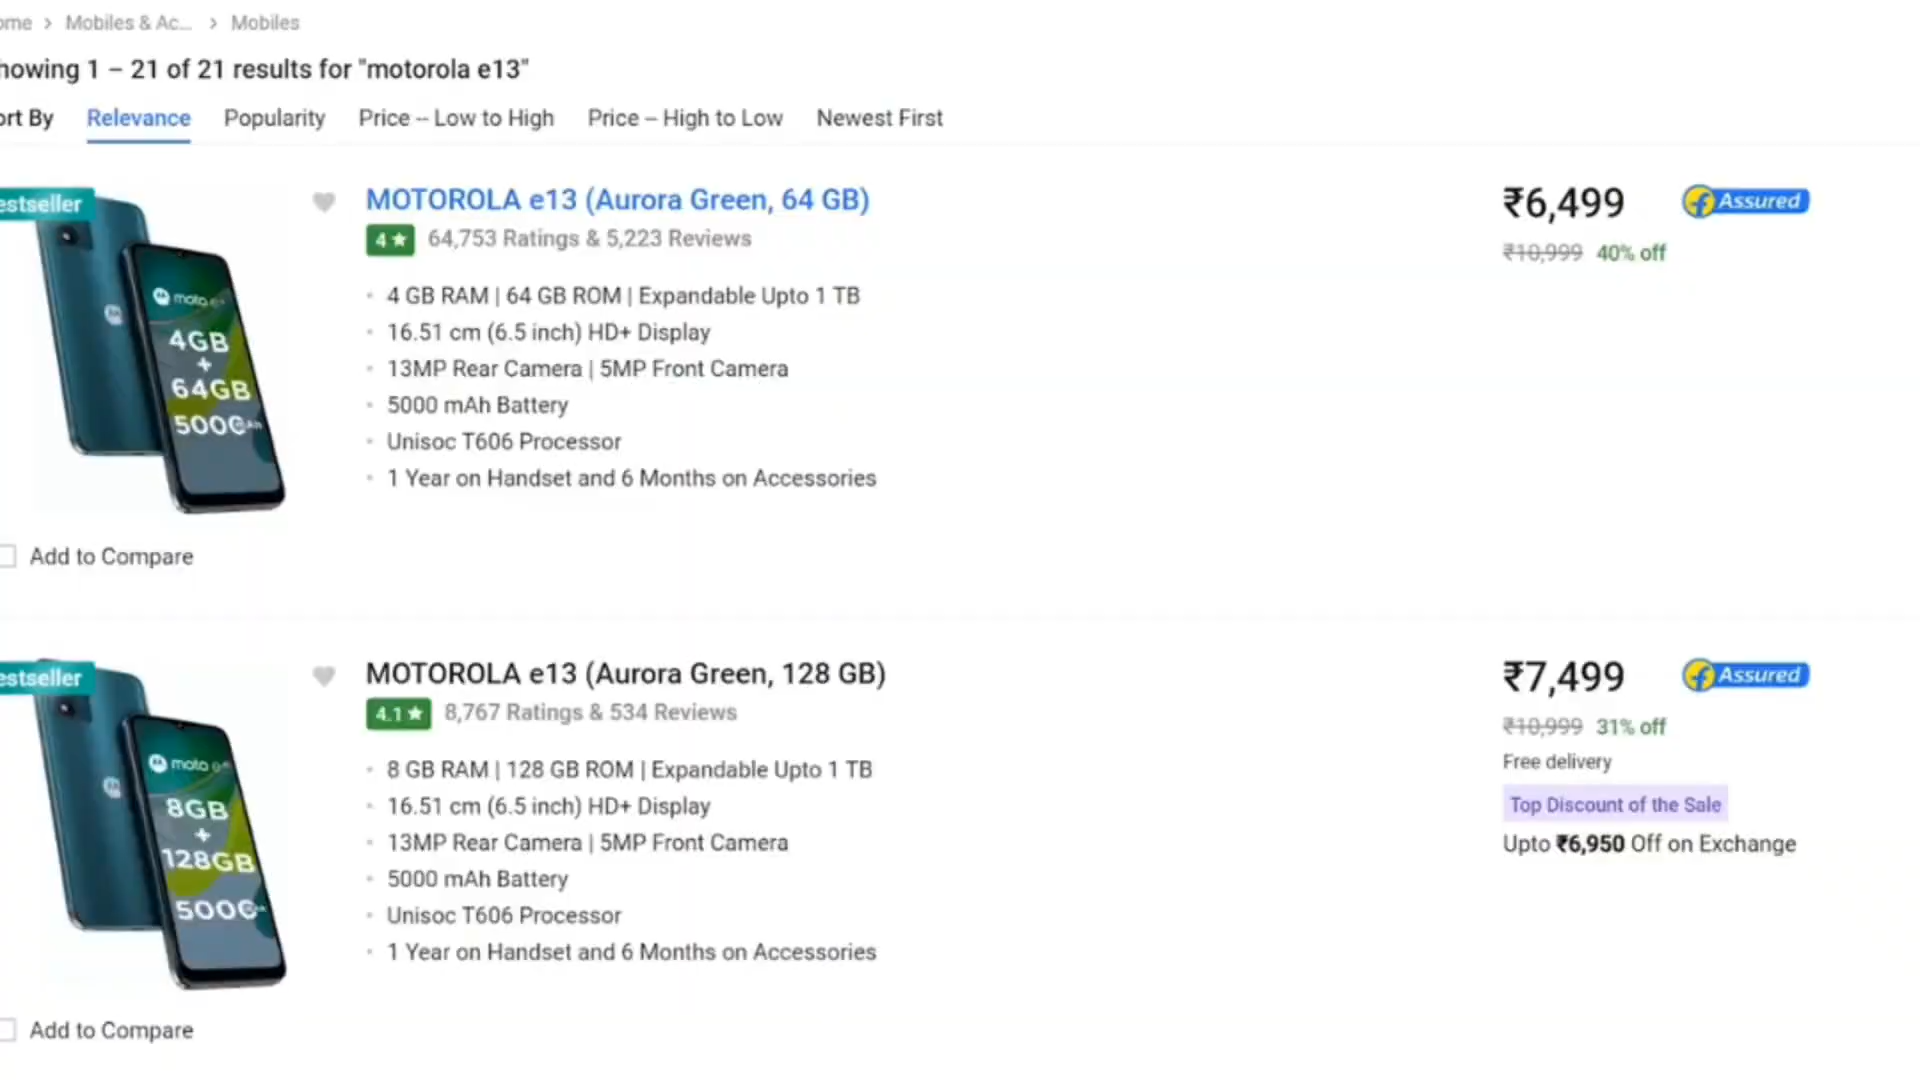 ome > Mobiles & Ac... > Mobiles
howing 1 – 21 of 21 results for "motorola e13"
ort By Relevance Popularity Price -- Low to High Price -- High to Low Newest First
estseller
MOTOROLA e13 (Aurora Green, 64 GB)
₹6,499
Assured
4★ 64,753 Ratings & 5,223 Reviews
₹10,999 40% off
4 GB RAM | 64 GB ROM | Expandable Upto 1 TB
16.51 cm (6.5 inch) HD+ Display
13MP Rear Camera | 5MP Front Camera
5000 mAh Battery
Unisoc T606 Processor
1 Year on Handset and 6 Months on Accessories
moto
4GB
+
64GB
5000
Add to Compare
estseller
MOTOROLA e13 (Aurora Green, 128 GB)
₹7,499
Assured
4.1★ 8,767 Ratings & 534 Reviews
₹10,999 31% off
Free delivery
Top Discount of the Sale
Upto ₹6,950 Off on Exchange
8 GB RAM | 128 GB ROM | Expandable Upto 1 TB
16.51 cm (6.5 inch) HD+ Display
13MP Rear Camera | 5MP Front Camera
5000 mAh Battery
Unisoc T606 Processor
1 Year on Handset and 6 Months on Accessories
moto
8GB
+
128GB
5000
Add to Compare